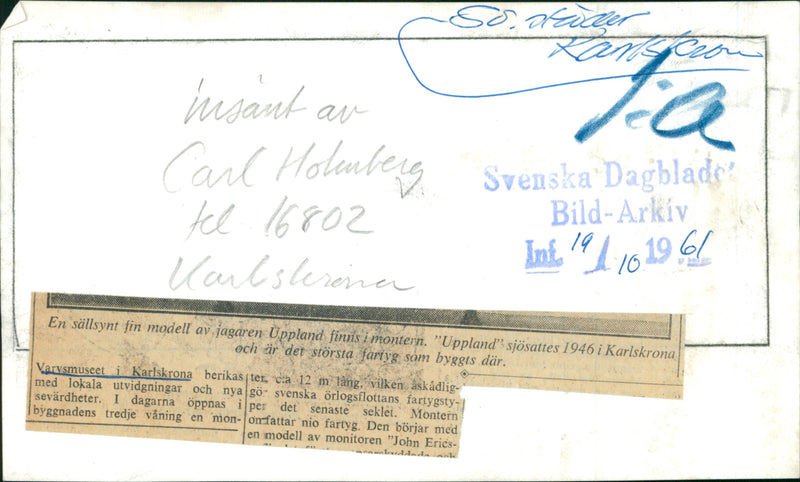 Sv. städer
Karlskrona
insänt av
Carl Holmberg
tel 16802
Karlskrona
Svenska Dagbladet
Bild-Arkiv
Inf. 19/10 1961
En sällsynt fin modell av jagaren Uppland finns i montern. "Uppland" sjösattes 1946 i Karlskrona
och är det största fartyg som byggts där.
Varvsmuseet i Karlskrona berikas
med lokala utvidgningar och nya
sevärdheter. I dagarna öppnas i
byggnadens tredje våning en mon-
ter, c:a 12 m lång, vilken åskådlig-
gö- svenska örlogsflottans fartygsty-
per det senaste seklet. Montern
omfattar nio fartyg. Den börjar med
en modell av monitoren "John Erics-